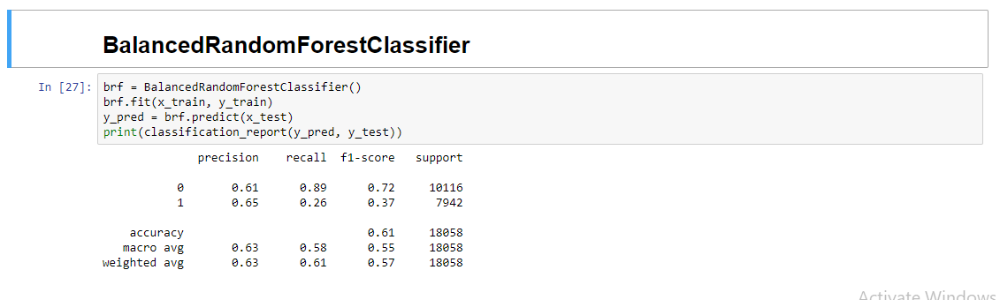 BalancedRandomForestClassifier
In [27]: brf = BalancedRandomForestClassifier()
brf.fit(x_train, y_train)
y_pred = brf.predict(x_test)
print(classification_report(y_pred, y_test))
precision recall f1-score support
0 0.61 0.89 0.72 10116
1 0.65 0.26 0.37 7942
accuracy 0.61 18058
macro avg 0.63 0.58 0.55 18058
weighted avg 0.63 0.61 0.57 18058
Activate Windows